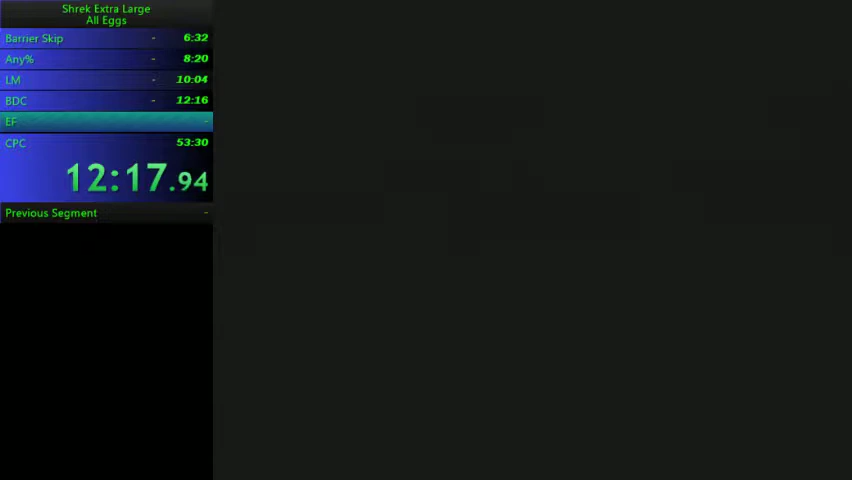 Shrek Extra Large
All Eggs
Barrier Skip - 6:32
Any% - 8:20
LM - 10:04
BDC - 12:16
EF -
CPC 53:30
12:17.94
Previous Segment -